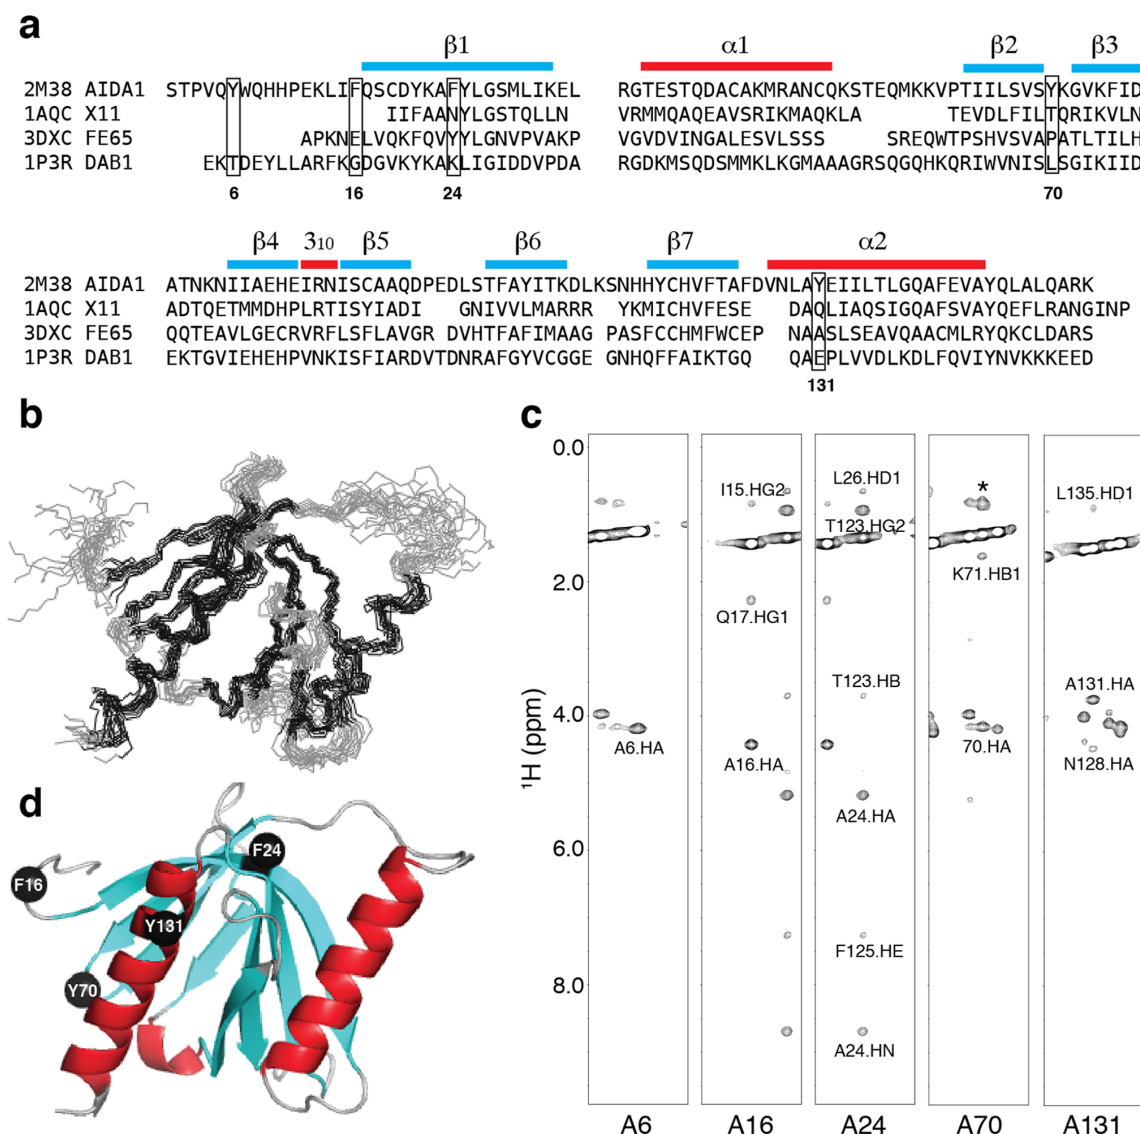 a
β1 α1 β2 β3
2M38 AIDA1 STPVQYWQHHPEKLIFQSCDYKAFYLGSMLIKEL RGTESTQDACAKMRANCQKSTEQMKKVPTIILSVSYKGVKFID
1AQC X11 IIFAANYLGSTQLLN VRMMQAQEAVSRIKMAQKLA TEVDLFILTQRIKVLN
3DXC FE65 APKNELVQKFQVYYLGNVPVAKP VGVDVINGALESVLSSS SREQWTPSHVSVAPATLTILH
1P3R DAB1 EKTDEYLLARFKGDGVKYKAKLIGIDDVPDA RGDKMSQDSMMKLKGMAAAGRSQGQHKQRIWVNISLSGIKIID
6 16 24 70
β4 3₁₀ β5 β6 β7 α2
2M38 AIDA1 ATNKNIIAEHEIRNISCAAQDPEDLSTFAYITKDLKSNHHYCHVFTAFDVNLAYEIILTLGQAFEVAYQLALQARK
1AQC X11 ADTQETMMDHPLRTISYIADI GNIVVLMARRR YKMICHVFESE DAQLIAQSIGQAFSVAYQEFLRANGINP
3DXC FE65 QQTEAVLGECRVRFLSFLAVGR DVHTFAFIMAAG PASFCCHMFWCEP NAASLSEAVQAACMLRYQKCLDARS
1P3R DAB1 EKTGVIEHEHPVNKISFIARDVTDNRAFGYVCGGE GNHQFFAIKTGQ QAEPLVVDLKDLFQVIYNVKKKEED
131
b
c
0.0
2.0
4.0
6.0
8.0
¹H (ppm)
A6.HA
I15.HG2
Q17.HG1
A16.HA
L26.HD1
T123.HG2
T123.HB
A24.HA
F125.HE
A24.HN
*
K71.HB1
70.HA
L135.HD1
A131.HA
N128.HA
A6 A16 A24 A70 A131
d
F24
F16
Y131
Y70